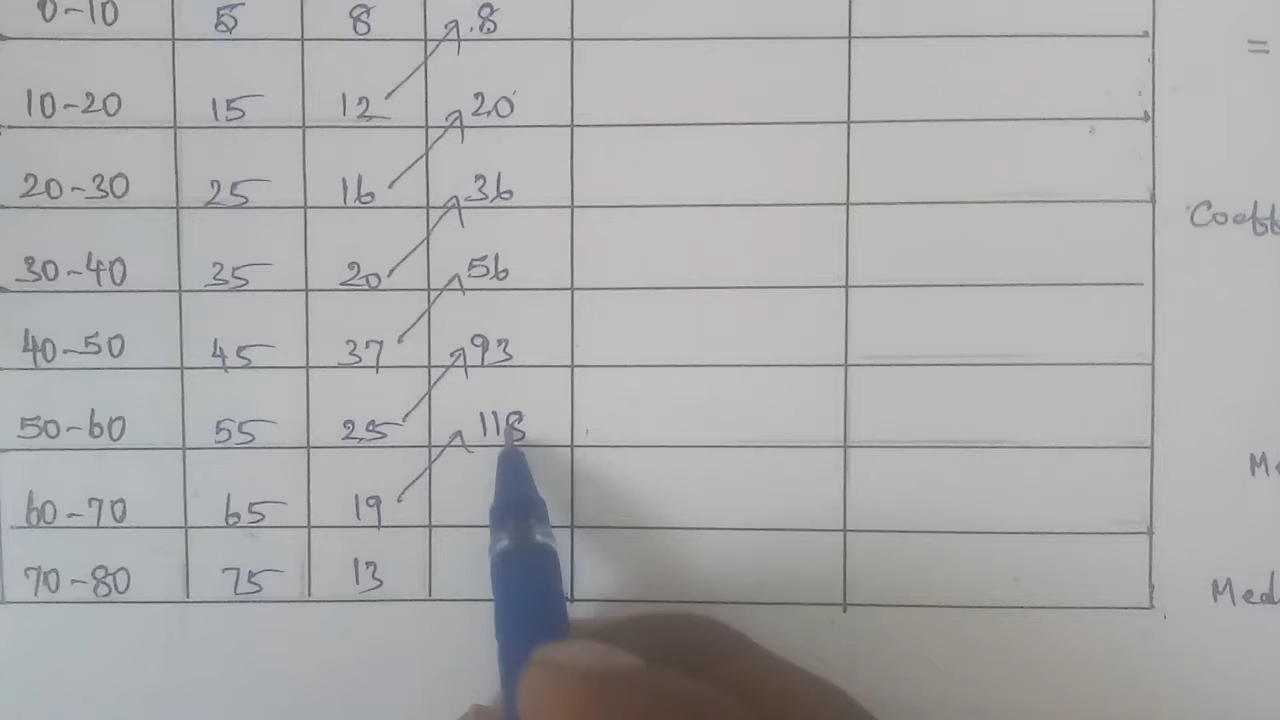 0-10 5 8 8
10-20 15 12 20
20-30 25 16 36
30-40 35 20 56
40-50 45 37 93
50-60 55 25 118
60-70 65 19
70-80 75 13
=
Coeff
M
Med